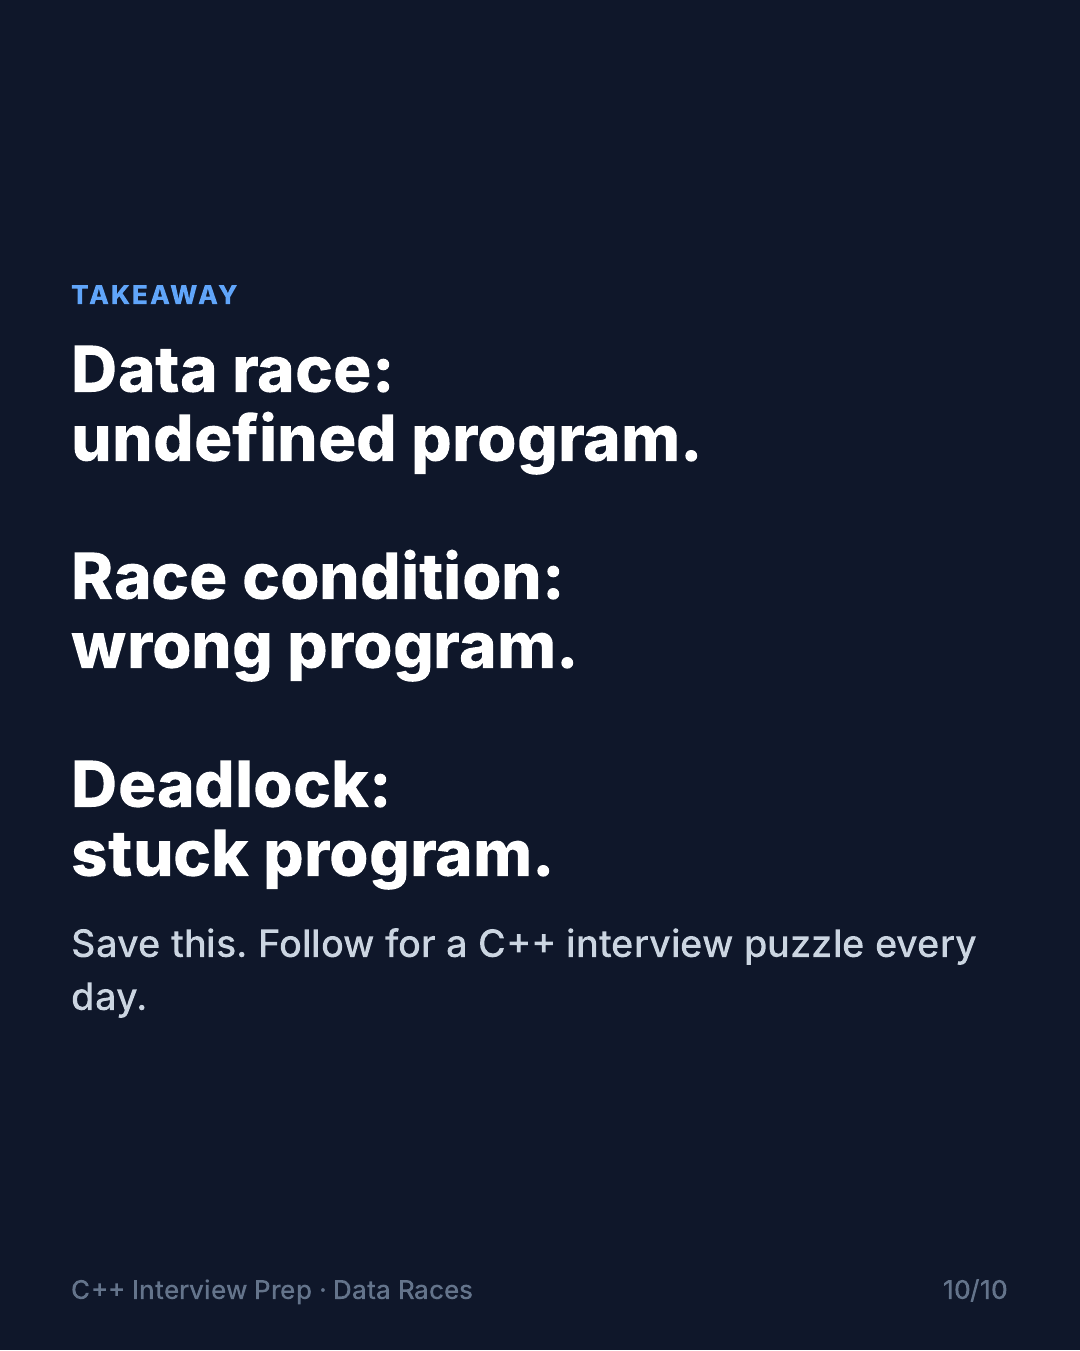 TAKEAWAY
Data race:
undefined program.
Race condition:
wrong program.
Deadlock:
stuck program.
Save this. Follow for a C++ interview puzzle every
day.
C++ Interview Prep · Data Races
10/10